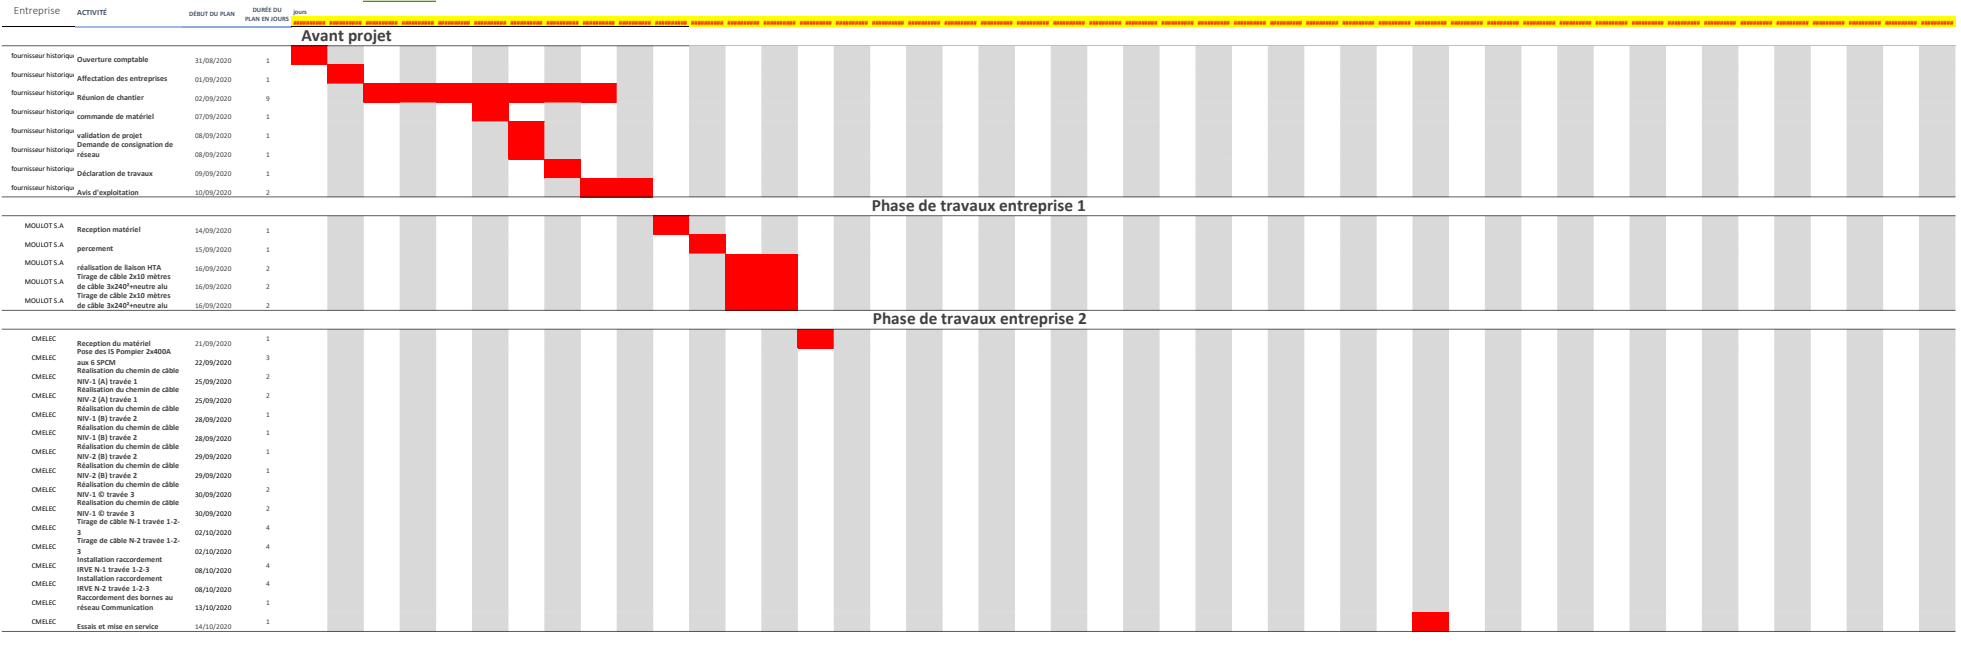 Entreprise ACTIVITÉ DÉBUT DU PLAN DURÉE DU PLAN EN JOURS jours
########## ########## ########## ########## ########## ########## ########## ########## ########## ########## ########## ########## ########## ########## ########## ########## ########## ########## ########## ########## ########## ########## ########## ########## ########## ########## ########## ########## ########## ########## ########## ########## ########## ########## ########## ########## ########## ########## ########## ########## ########## ########## ########## ########## ########## ##########
Avant projet
fournisseur historiqu Ouverture comptable 31/08/2020 1
fournisseur historiqu Affectation des entreprises 01/09/2020 1
fournisseur historiqu Réunion de chantier 02/09/2020 9
fournisseur historiqu commande de matériel 07/09/2020 1
fournisseur historiqu validation de projet 08/09/2020 1
fournisseur historiqu Demande de consignation de réseau 08/09/2020 1
fournisseur historiqu Déclaration de travaux 09/09/2020 1
fournisseur historiqu Avis d'exploitation 10/09/2020 2
Phase de travaux entreprise 1
MOULOT S.A Reception matériel 14/09/2020 1
MOULOT S.A percement 15/09/2020 1
MOULOT S.A réalisation de liaison HTA 16/09/2020 2
MOULOT S.A Tirage de câble 2x10 mètres de câble 3x240²+neutre alu 16/09/2020 2
MOULOT S.A Tirage de câble 2x10 mètres de câble 3x240²+neutre alu 16/09/2020 2
Phase de travaux entreprise 2
CMELEC Reception du matériel 21/09/2020 1
CMELEC Pose des IS Pompier 2x400A aux 6 SPCM 22/09/2020 3
CMELEC Réalisation du chemin de câble NIV-1 (A) travée 1 25/09/2020 2
CMELEC Réalisation du chemin de câble NIV-2 (A) travée 1 25/09/2020 2
CMELEC Réalisation du chemin de câble NIV-1 (B) travée 2 28/09/2020 1
CMELEC Réalisation du chemin de câble NIV-1 (B) travée 2 28/09/2020 1
CMELEC Réalisation du chemin de câble NIV-2 (B) travée 2 29/09/2020 1
CMELEC Réalisation du chemin de câble NIV-2 (B) travée 2 29/09/2020 1
CMELEC Réalisation du chemin de câble NIV-1 © travée 3 30/09/2020 2
CMELEC Réalisation du chemin de câble NIV-1 © travée 3 30/09/2020 2
CMELEC Tirage de câble N-1 travée 1-2-3 02/10/2020 4
CMELEC Tirage de câble N-2 travée 1-2-3 02/10/2020 4
CMELEC Installation raccordement IRVE N-1 travée 1-2-3 08/10/2020 4
CMELEC Installation raccordement IRVE N-2 travée 1-2-3 08/10/2020 4
CMELEC Raccordement des bornes au réseau Communication 13/10/2020 1
CMELEC Essais et mise en service 14/10/2020 1